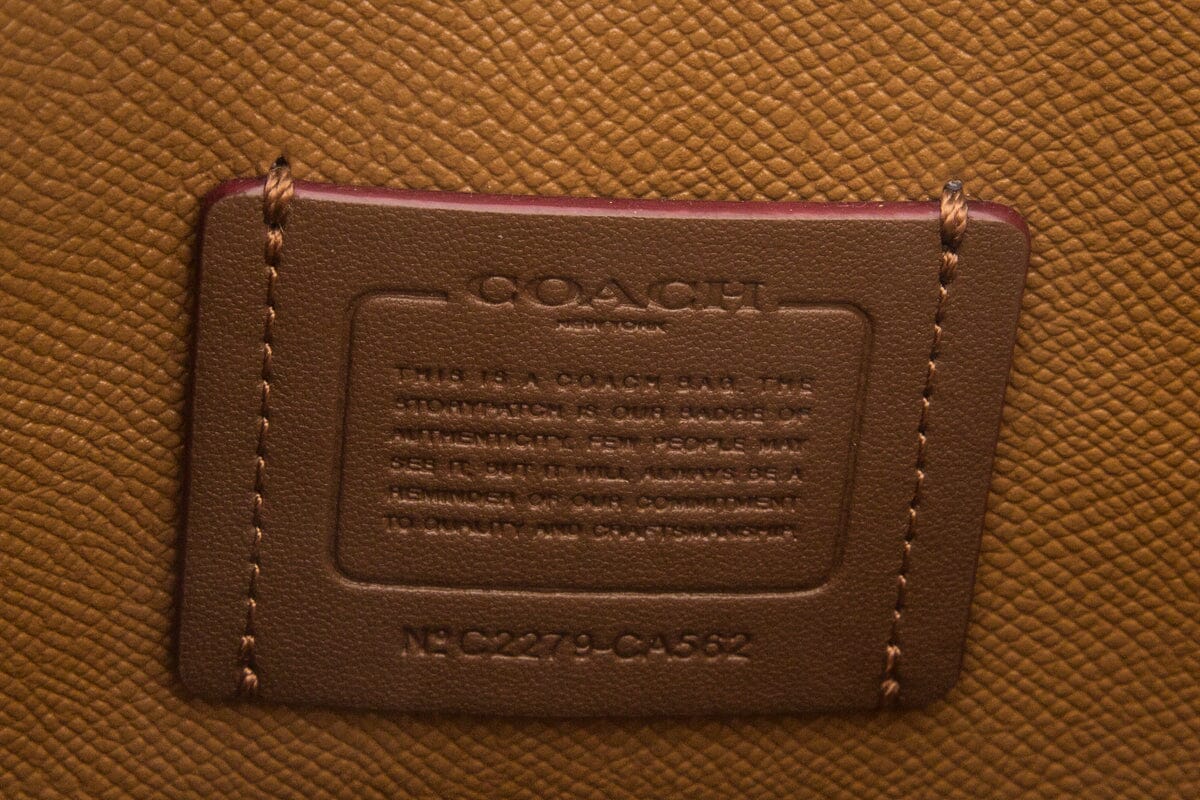 COACH
NEW YORK
THIS IS A COACH BAG. THE
STORYPATCH IS OUR BADGE OF
AUTHENTICITY. FEW PEOPLE MAY
SEE IT, BUT IT WILL ALWAYS BE A
REMINDER OF OUR COMMITMENT
TO QUALITY AND CRAFTSMANSHIP.
Nº C2279-CA562